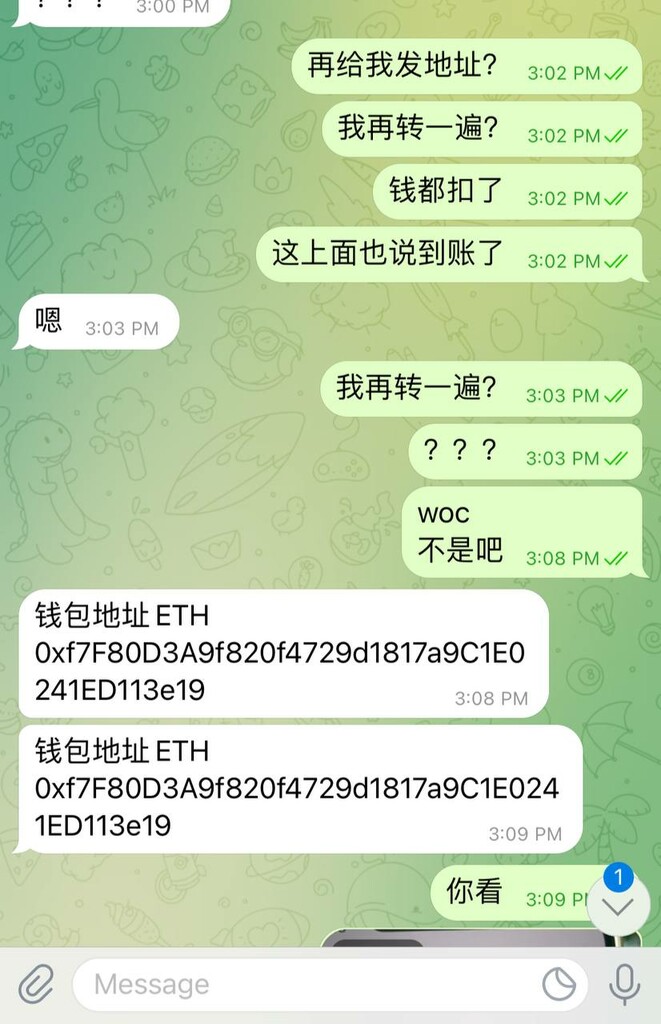 ? ? ? 3:00 PM
再给我发地址? 3:02 PM
我再转一遍? 3:02 PM
钱都扣了 3:02 PM
这上面也说到账了 3:02 PM
嗯 3:03 PM
我再转一遍? 3:03 PM
? ? ? 3:03 PM
woc
不是吧 3:08 PM
钱包地址 ETH
0xf7F80D3A9f820f4729d1817a9C1E0
241ED113e19 3:08 PM
钱包地址 ETH
0xf7F80D3A9f820f4729d1817a9C1E024
1ED113e19 3:09 PM
你看 3:09 PM
1
Message